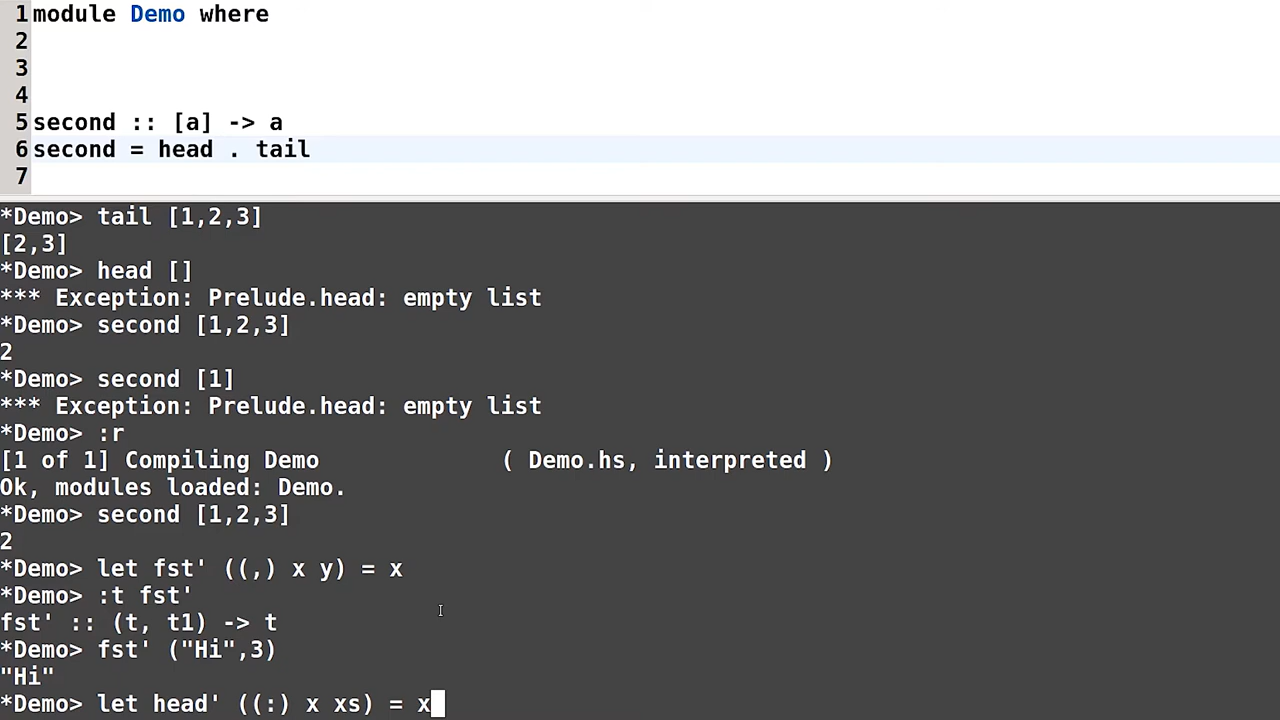 1 module Demo where
2
3
4
5 second :: [a] -> a
6 second = head . tail
7
*Demo> tail [1,2,3]
[2,3]
*Demo> head []
*** Exception: Prelude.head: empty list
*Demo> second [1,2,3]
2
*Demo> second [1]
*** Exception: Prelude.head: empty list
*Demo> :r
[1 of 1] Compiling Demo             ( Demo.hs, interpreted )
Ok, modules loaded: Demo.
*Demo> second [1,2,3]
2
*Demo> let fst' ((,) x y) = x
*Demo> :t fst'
fst' :: (t, t1) -> t
*Demo> fst' ("Hi",3)
"Hi"
*Demo> let head' ((:) x xs) = x